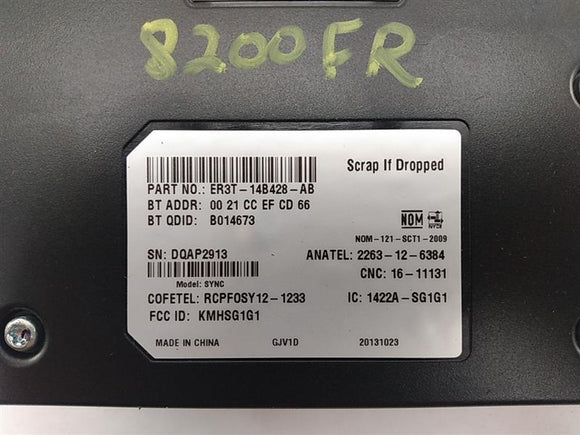 8200FR
Scrap If Dropped
PART NO.: ER3T-14B428-AB
BT ADDR: 00 21 CC EF CD 66
BT QDID: B014673
NOM
NYCE
NOM-121-SCT1-2009
SN: DQAP2913
ANATEL: 2263-12-6384
CNC: 16-11131
Model: SYNC
COFETEL: RCPFOSY12-1233
IC: 1422A-SG1G1
FCC ID: KMHSG1G1
MADE IN CHINA GJV1D 20131023